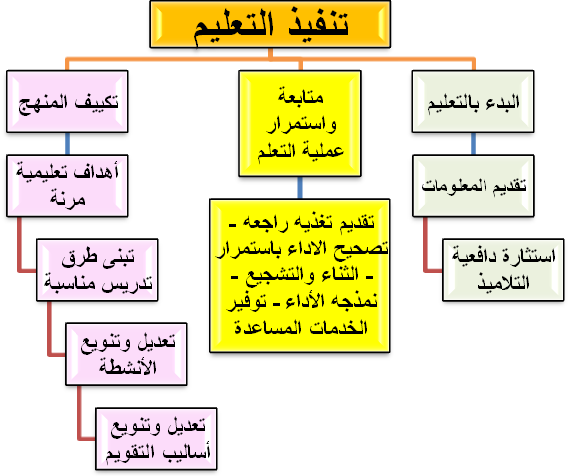 تنفيذ التعليم
البدء بالتعليم
تقديم المعلومات
استثارة دافعية
التلاميذ
متابعة
واستمرار
عملية التعلم
تقديم تغذيه راجعه -
تصحيح الاداء باستمرار
- الثناء والتشجيع -
نمذجه الأداء - توفير
الخدمات المساعدة
تكييف المنهج
أهداف تعليمية
مرنة
تبنى طرق
تدريس مناسبة
تعديل وتنويع
الأنشطة
تعديل وتنويع
أساليب التقويم